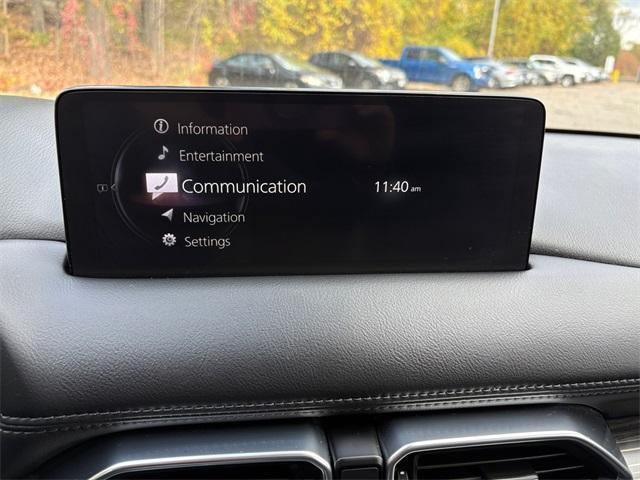 Information
Entertainment
Communication
11:40 am
Navigation
Settings